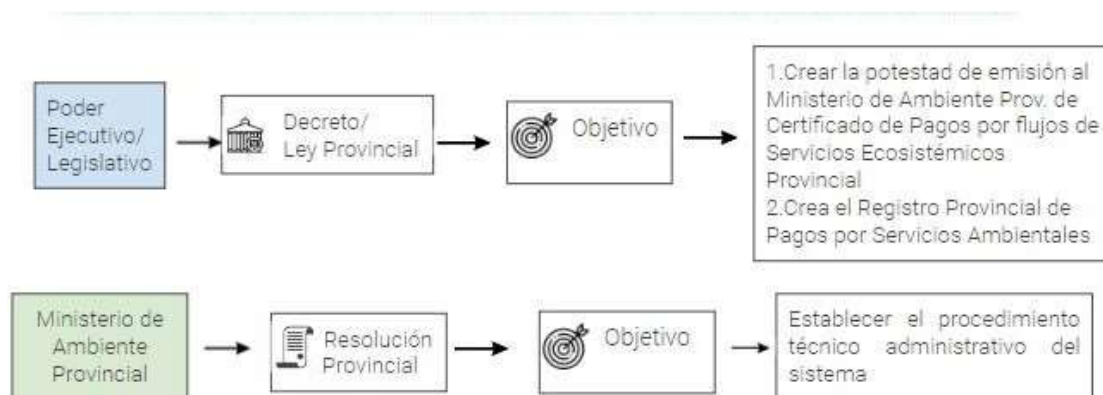 Poder
Ejecutivo/
Legislativo
Decreto/
Ley Provincial
Objetivo
1.Crear la potestad de emisión al
Ministerio de Ambiente Prov. de
Certificado de Pagos por flujos de
Servicios Ecosistémicos
Provincial
2.Crea el Registro Provincial de
Pagos por Servicios Ambientales
Ministerio de
Ambiente
Provincial
Resolución
Provincial
Objetivo
Establecer el procedimiento
técnico administrativo del
sistema